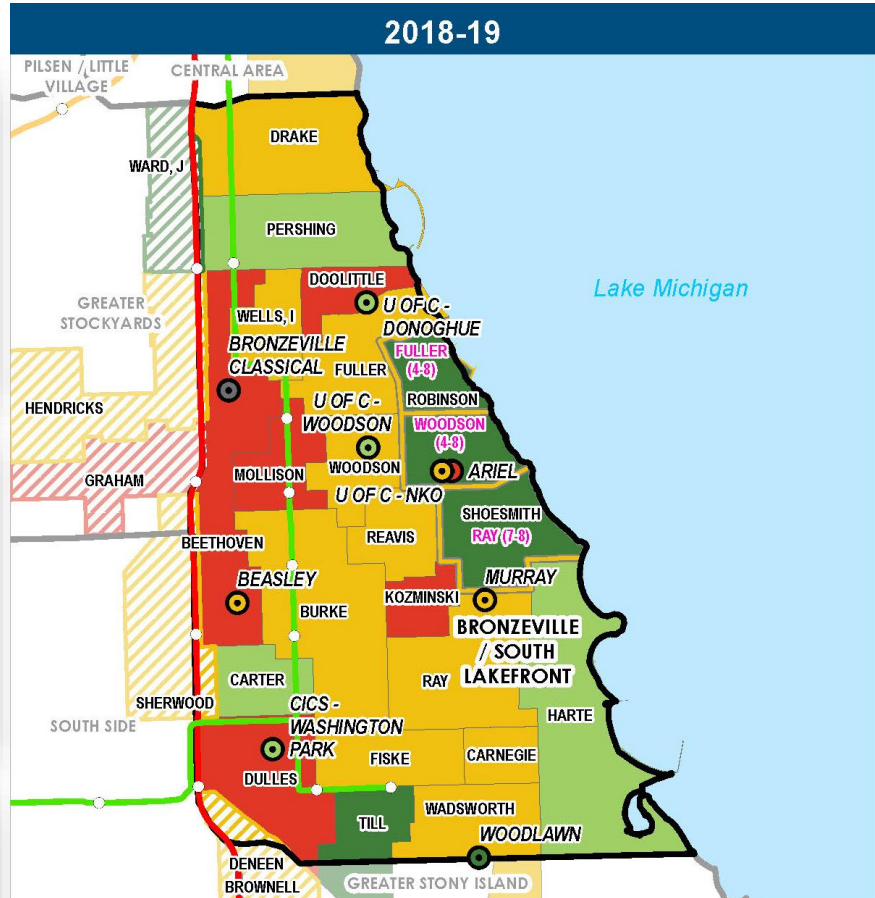 2018-19
PILSEN / LITTLE
VILLAGE
CENTRAL AREA
DRAKE
WARD, J
PERSHING
DOOLITTLE
Lake Michigan
GREATER
STOCKYARDS
WELLS, I
U OF C -
DONOGHUE
BRONZEVILLE
CLASSICAL
FULLER
(4-8)
FULLER
HENDRICKS
U OF C -
WOODSON
ROBINSON
WOODSON
(4-8)
GRAHAM
MOLLISON
WOODSON
ARIEL
U OF C - NKO
SHOESMITH
RAY (7-8)
BEETHOVEN
REAVIS
BEASLEY
KOZMINSKI
MURRAY
BURKE
BRONZEVILLE
/ SOUTH
LAKEFRONT
CARTER
RAY
SHERWOOD
CICS -
WASHINGTON
PARK
HARTE
SOUTH SIDE
FISKE
CARNEGIE
DULLES
WADSWORTH
TILL
WOODLAWN
DENEEN
BROWNELL
GREATER STONY ISLAND